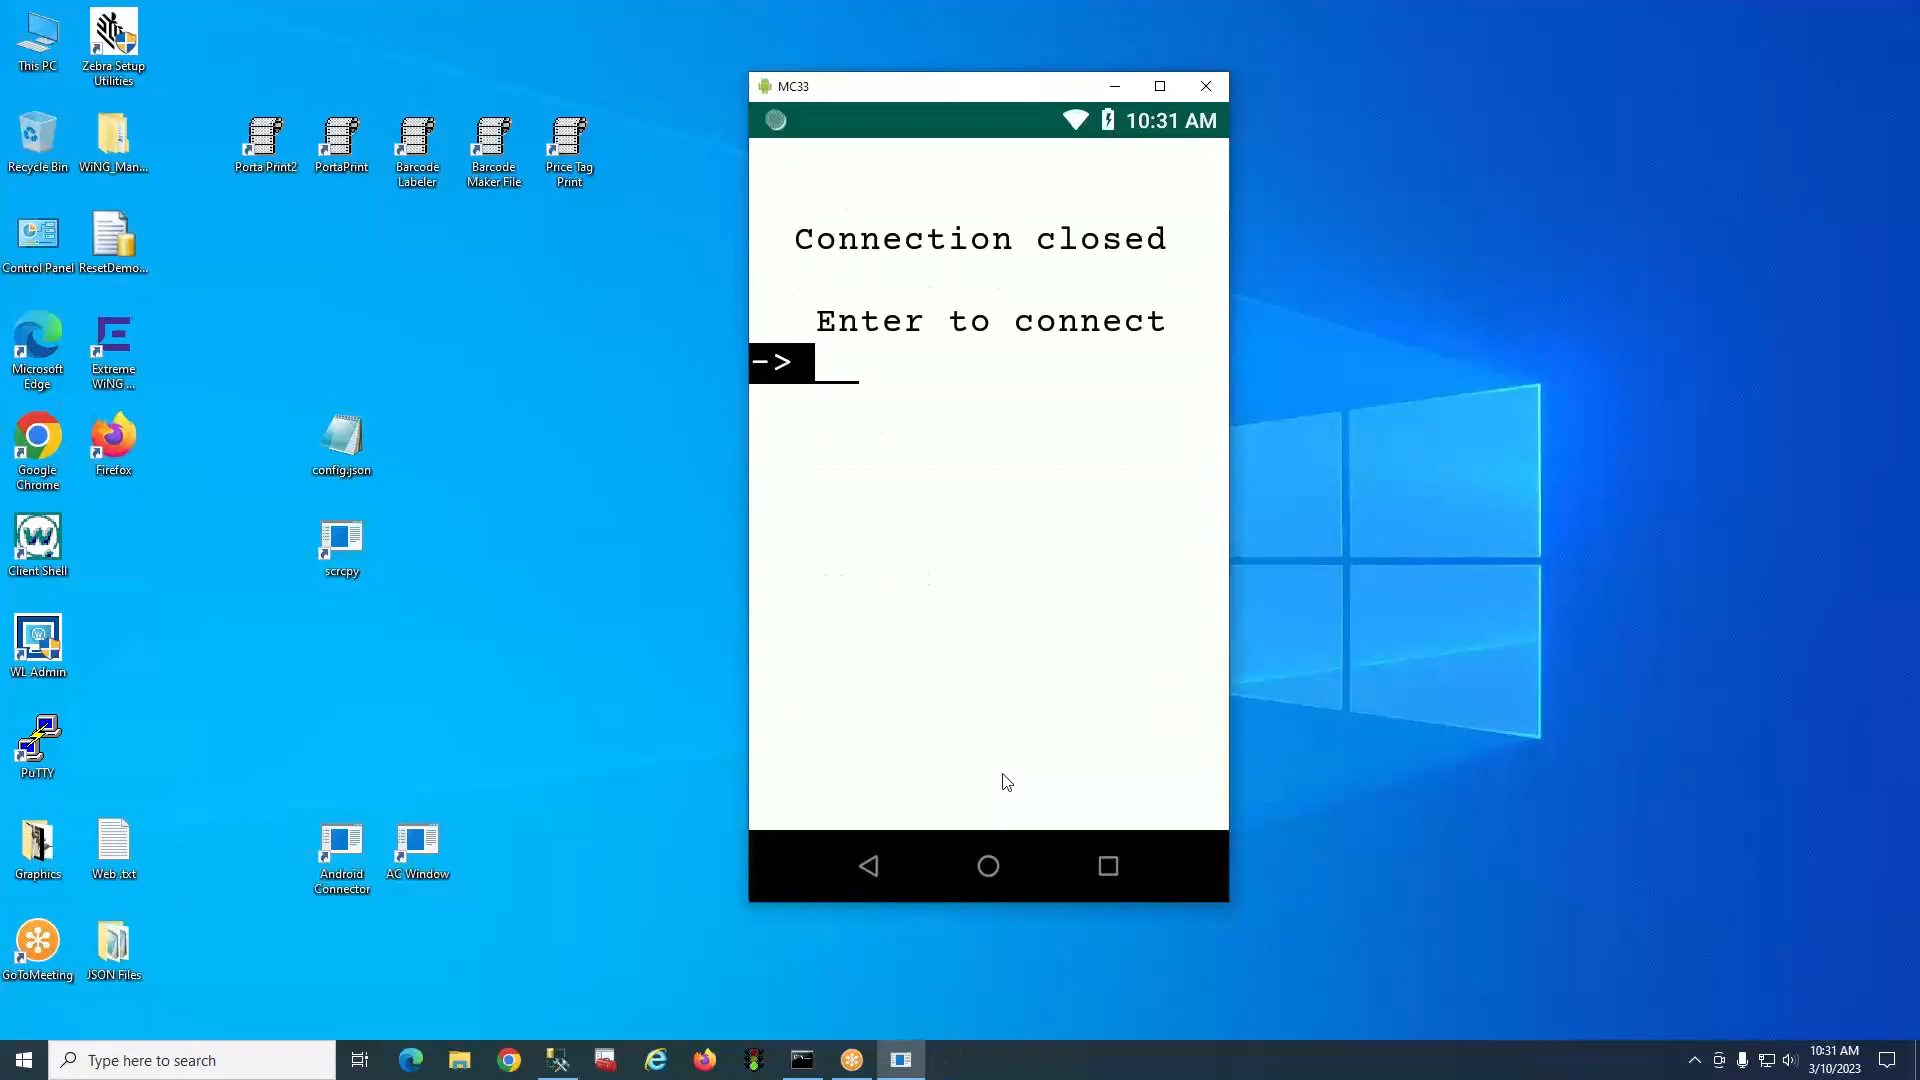 This PC
Zebra Setup
Utilities
Recycle Bin
WiNG_Man...
Porta Print2
PortaPrint
Barcode
Labeler
Barcode
Maker File
Price Tag
Print
Control Panel
ResetDemo...
Microsoft
Edge
Extreme
WiNG ...
Google
Chrome
Firefox
config.json
Client Shell
scrcpy
WL Admin
PuTTY
Graphics
Web .txt
Android
Connector
AC Window
GoToMeeting
JSON Files
MC33
10:31 AM
Connection closed
Enter to connect
->
Type here to search
10:31 AM
3/10/2023